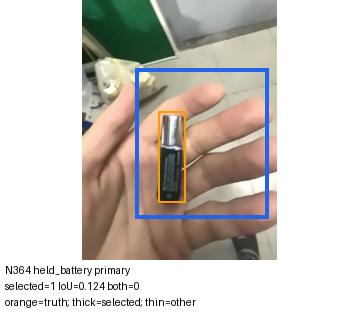 N364 held_battery primary
selected=1 IoU=0.124 both=0
orange=truth; thick=selected; thin=other